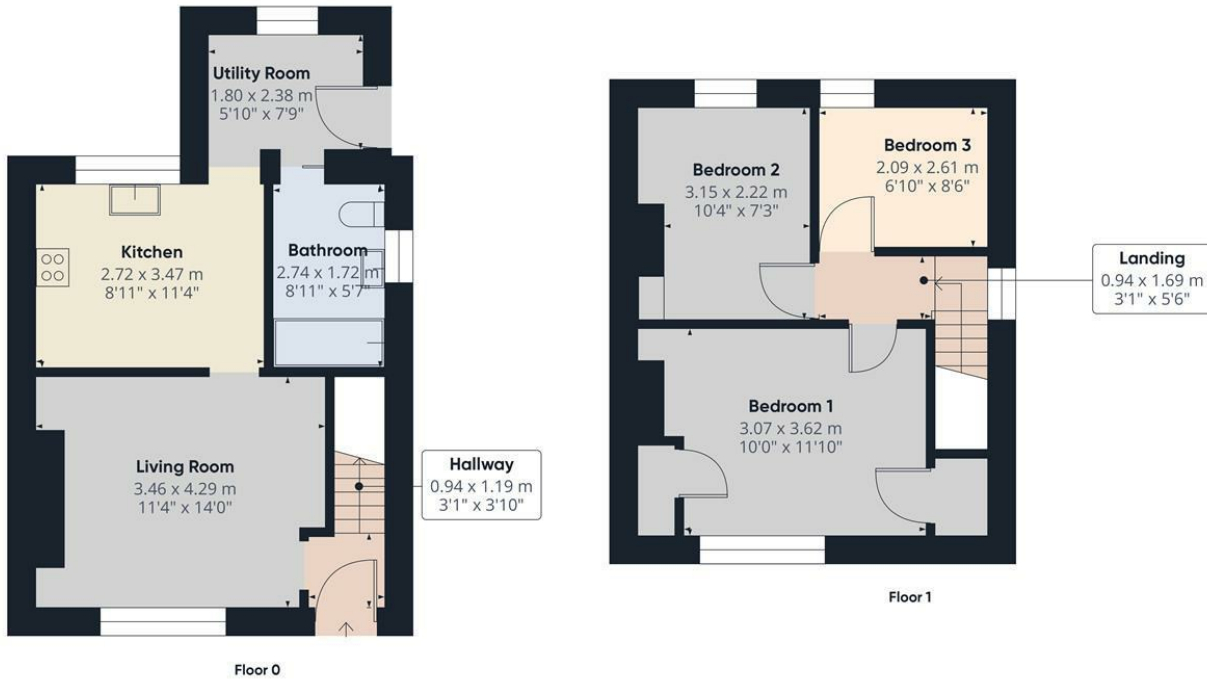 Utility Room
1.80 x 2.38 m
5'10" x 7'9"
Kitchen
2.72 x 3.47 m
8'11" x 11'4"
Bathroom
2.74 x 1.72 m
8'11" x 5'7"
Living Room
3.46 x 4.29 m
11'4" x 14'0"
Hallway
0.94 x 1.19 m
3'1" x 3'10"
Floor 0
Bedroom 2
3.15 x 2.22 m
10'4" x 7'3"
Bedroom 3
2.09 x 2.61 m
6'10" x 8'6"
Landing
0.94 x 1.69 m
3'1" x 5'6"
Bedroom 1
3.07 x 3.62 m
10'0" x 11'10"
Floor 1